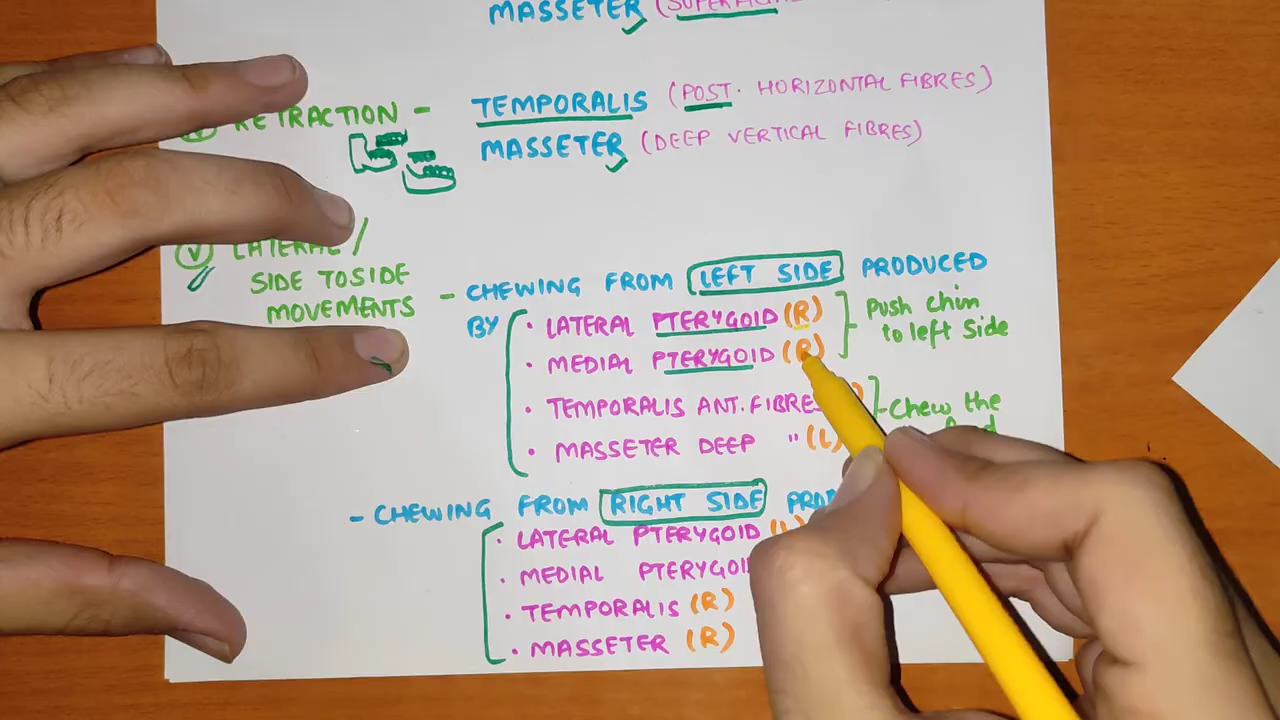 MASSETER (SUPERFICIAL
RETRACTION - TEMPORALIS (POST. HORIZONTAL FIBRES)
MASSETER (DEEP VERTICAL FIBRES)
V LATERAL/
SIDE TO SIDE
MOVEMENTS
- CHEWING FROM LEFT SIDE PRODUCED
BY • LATERAL PTERYGOID (R)
• MEDIAL PTERYGOID (R)
Push chin
to left side
• TEMPORALIS ANT. FIBRES
• MASSETER DEEP " (L)
- Chew the
- CHEWING FROM RIGHT SIDE
• LATERAL PTERYGOID (L)
• MEDIAL PTERYGOID
• TEMPORALIS (R)
• MASSETER (R)